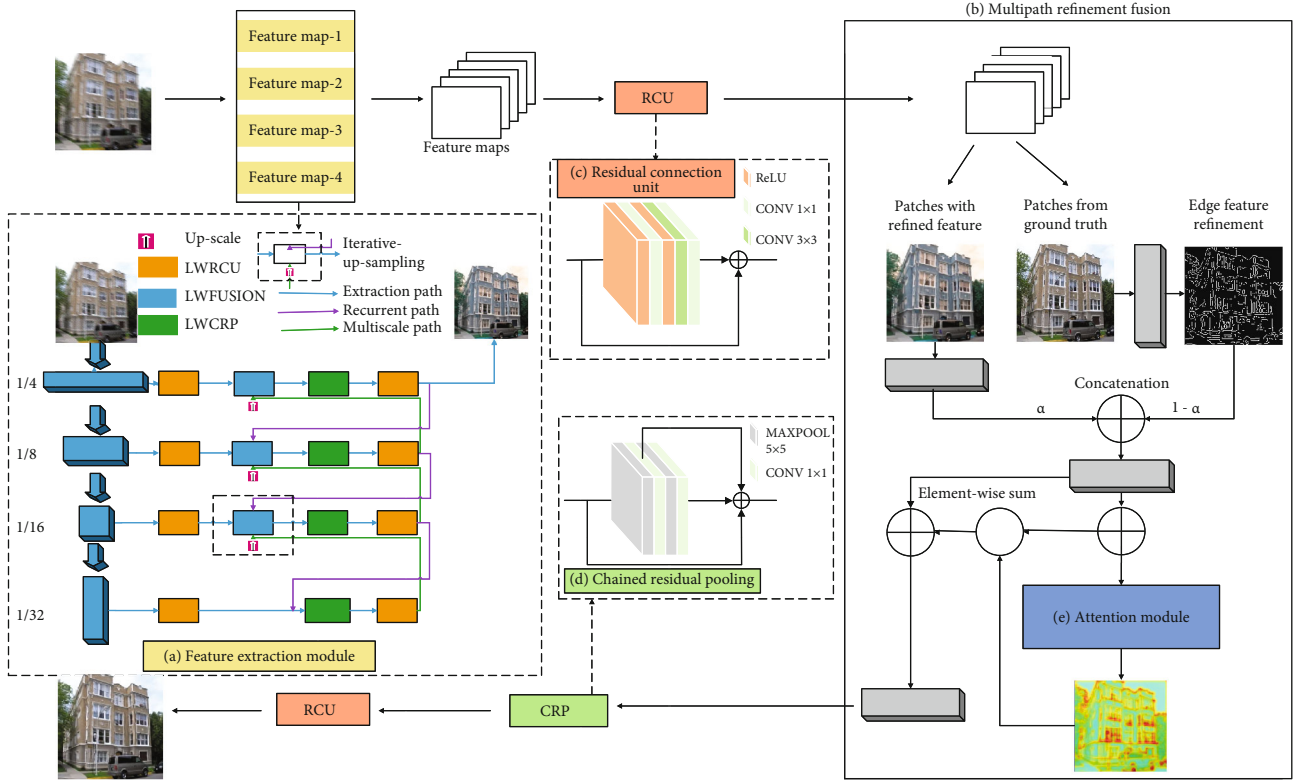 (b) Multipath refinement fusion
Feature map-1
Feature map-2
Feature map-3
Feature map-4
Feature maps
RCU
(c) Residual connection
unit
ReLU
CONV 1×1
CONV 3×3
Patches with
refined feature
Patches from
ground truth
Edge feature
refinement
Up-scale
LWRCU
LWFUSION
LWCRP
Iterative-
up-sampling
Extraction path
Recurrent path
Multiscale path
1/4
1/8
1/16
1/32
(a) Feature extraction module
MAXPOOL
5×5
CONV 1×1
(d) Chained residual pooling
Concatenation
α
1 - α
Element-wise sum
(e) Attention module
RCU
CRP